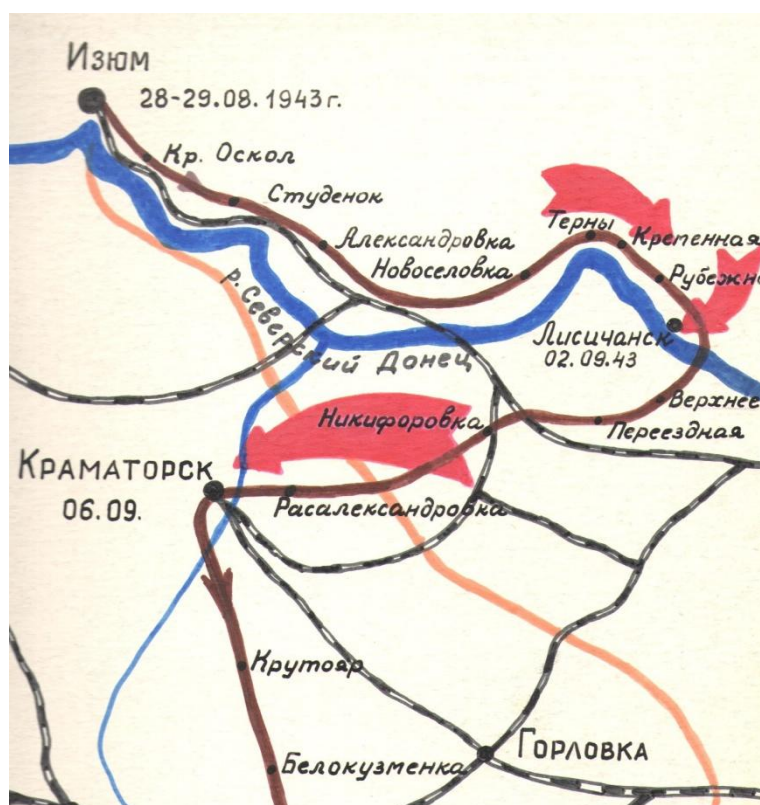 Изюм
28-29.08.1943г.
Кр. Оскол
Студенок
Александровка
Новоселовка
Терны
Кременная
Рубежно
р. Северский Донец
Лисичанск
02.09.43
Верхнее
Переездная
Никифоровка
Краматорск
06.09.
Расалександровка
Крутояр
Белокузменка
Горловка